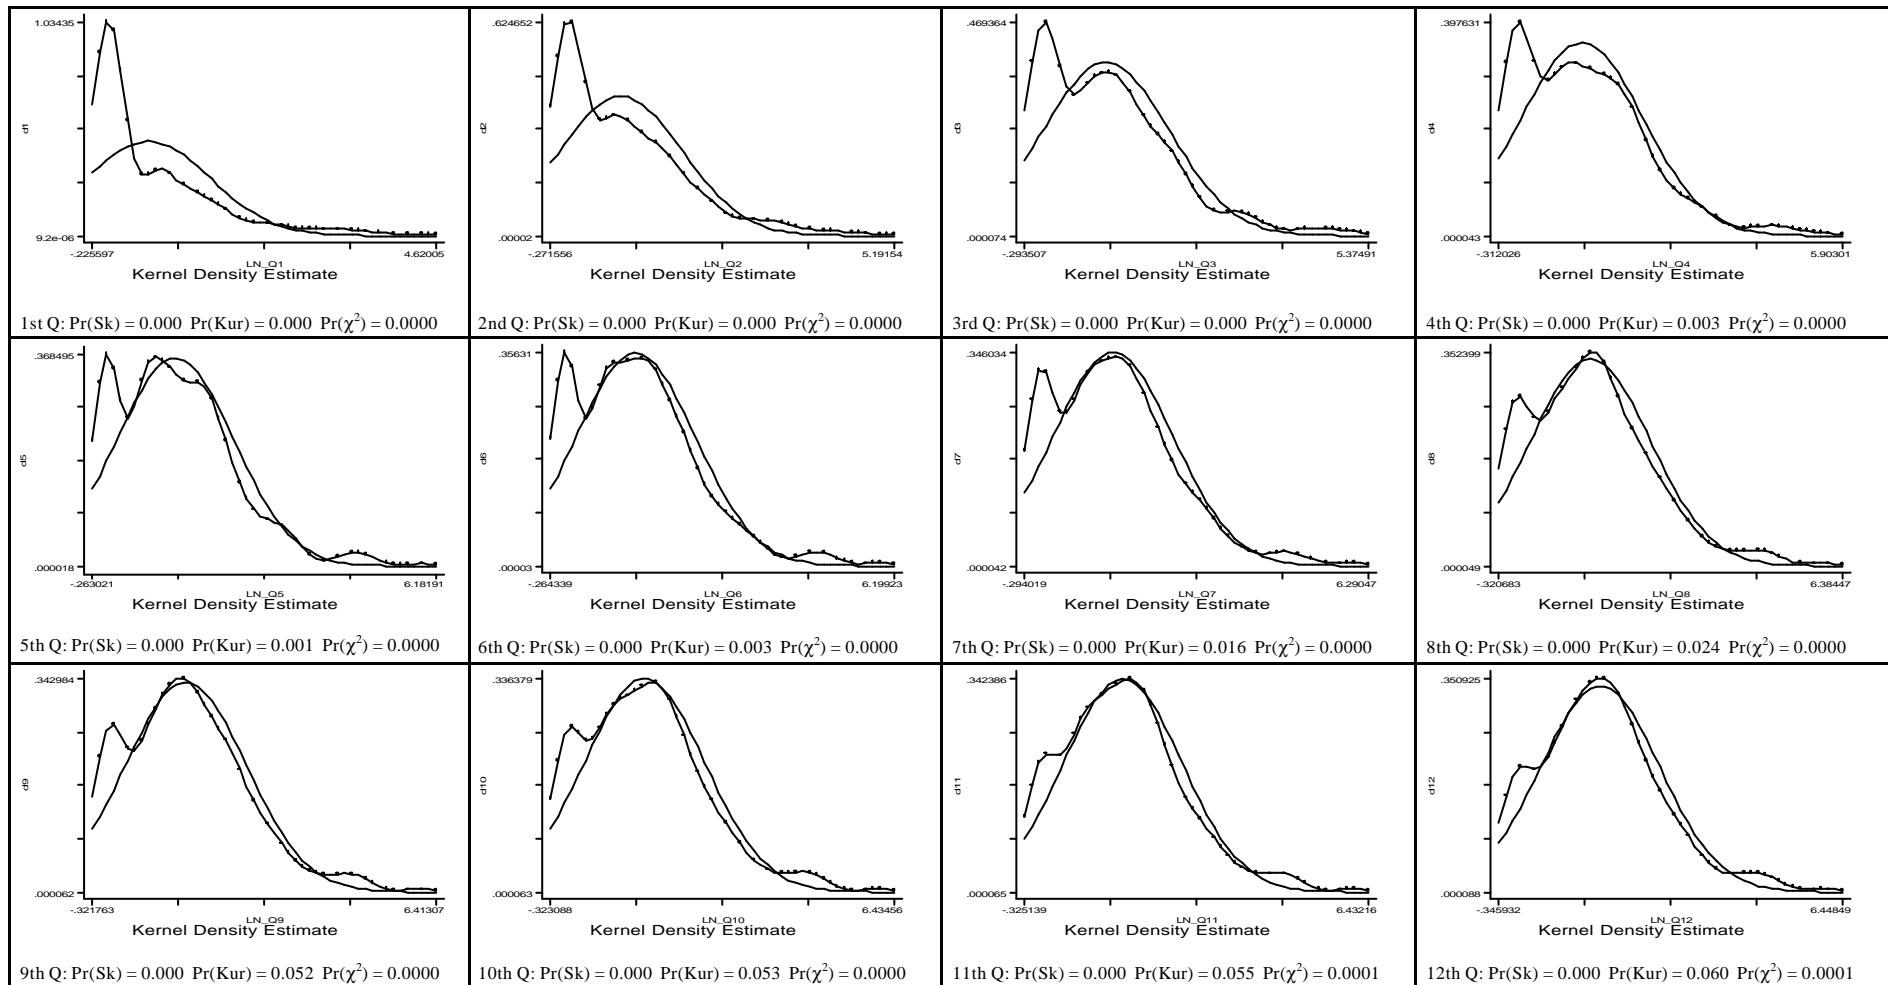 1.03435
d1
9.2e-06
-.225597
LN_Q1
4.62005
Kernel Density Estimate
1st Q: Pr(Sk) = 0.000 Pr(Kur) = 0.000 Pr(χ²) = 0.0000
.624652
d2
.00002
-.271556
LN_Q2
5.19154
Kernel Density Estimate
2nd Q: Pr(Sk) = 0.000 Pr(Kur) = 0.000 Pr(χ²) = 0.0000
.469364
d3
.000074
-.293507
LN_Q3
5.37491
Kernel Density Estimate
3rd Q: Pr(Sk) = 0.000 Pr(Kur) = 0.000 Pr(χ²) = 0.0000
.397631
d4
.000043
-.312026
LN_Q4
5.90301
Kernel Density Estimate
4th Q: Pr(Sk) = 0.000 Pr(Kur) = 0.003 Pr(χ²) = 0.0000
.368495
d5
.000018
-.263021
LN_Q5
6.18191
Kernel Density Estimate
5th Q: Pr(Sk) = 0.000 Pr(Kur) = 0.001 Pr(χ²) = 0.0000
.35631
d6
.00003
-.264339
LN_Q6
6.19923
Kernel Density Estimate
6th Q: Pr(Sk) = 0.000 Pr(Kur) = 0.003 Pr(χ²) = 0.0000
.346034
d7
.000042
-.294019
LN_Q7
6.29047
Kernel Density Estimate
7th Q: Pr(Sk) = 0.000 Pr(Kur) = 0.016 Pr(χ²) = 0.0000
.352399
d8
.000049
-.320683
LN_Q8
6.38447
Kernel Density Estimate
8th Q: Pr(Sk) = 0.000 Pr(Kur) = 0.024 Pr(χ²) = 0.0000
.342984
d9
.000062
-.321763
LN_Q9
6.41307
Kernel Density Estimate
9th Q: Pr(Sk) = 0.000 Pr(Kur) = 0.052 Pr(χ²) = 0.0000
.336379
d10
.000063
-.323088
LN_Q10
6.43456
Kernel Density Estimate
10th Q: Pr(Sk) = 0.000 Pr(Kur) = 0.053 Pr(χ²) = 0.0000
.342386
d11
.000065
-.325139
LN_Q11
6.43216
Kernel Density Estimate
11th Q: Pr(Sk) = 0.000 Pr(Kur) = 0.055 Pr(χ²) = 0.0001
.350925
d12
.000088
-.345932
LN_Q12
6.44849
Kernel Density Estimate
12th Q: Pr(Sk) = 0.000 Pr(Kur) = 0.060 Pr(χ²) = 0.0001